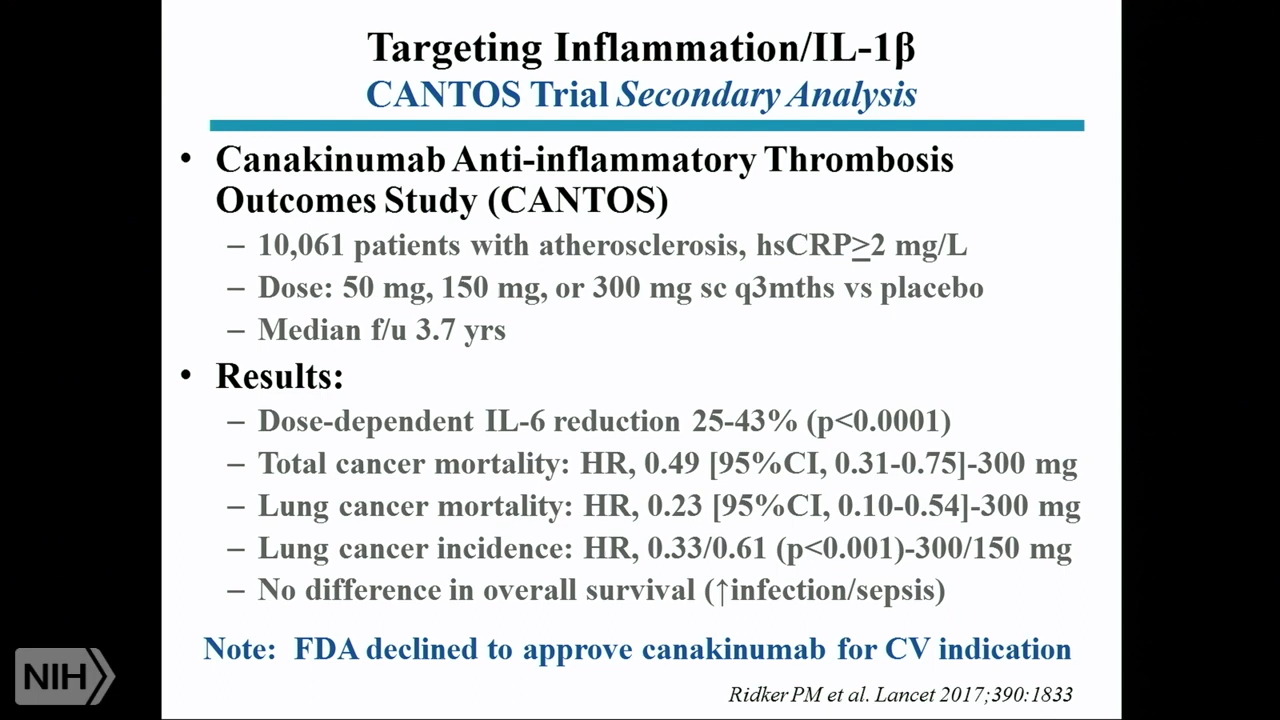 Targeting Inflammation/IL-1β
CANTOS Trial Secondary Analysis
• Canakinumab Anti-inflammatory Thrombosis
Outcomes Study (CANTOS)
– 10,061 patients with atherosclerosis, hsCRP≥2 mg/L
– Dose: 50 mg, 150 mg, or 300 mg sc q3mths vs placebo
– Median f/u 3.7 yrs
• Results:
– Dose-dependent IL-6 reduction 25-43% (p<0.0001)
– Total cancer mortality: HR, 0.49 [95%CI, 0.31-0.75]-300 mg
– Lung cancer mortality: HR, 0.23 [95%CI, 0.10-0.54]-300 mg
– Lung cancer incidence: HR, 0.33/0.61 (p<0.001)-300/150 mg
– No difference in overall survival (↑infection/sepsis)
Note: FDA declined to approve canakinumab for CV indication
Ridker PM et al. Lancet 2017;390:1833
NIH